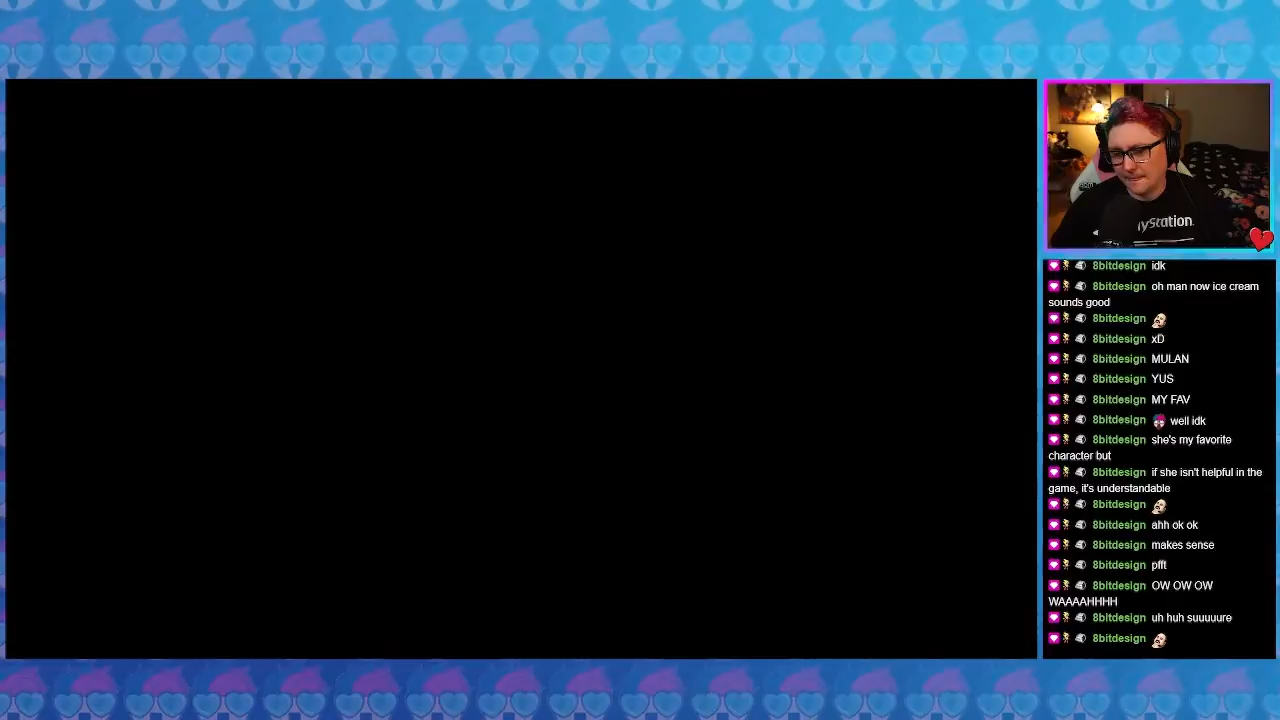 nyStation
8bitdesign idk
8bitdesign oh man now ice cream
sounds good
8bitdesign
8bitdesign xD
8bitdesign MULAN
8bitdesign YUS
8bitdesign MY FAV
8bitdesign well idk
8bitdesign she's my favorite
character but
8bitdesign if she isn't helpful in the
game, it's understandable
8bitdesign
8bitdesign ahh ok ok
8bitdesign makes sense
8bitdesign pfft
8bitdesign OW OW OW
WAAAAHHHH
8bitdesign uh huh suuuure
8bitdesign